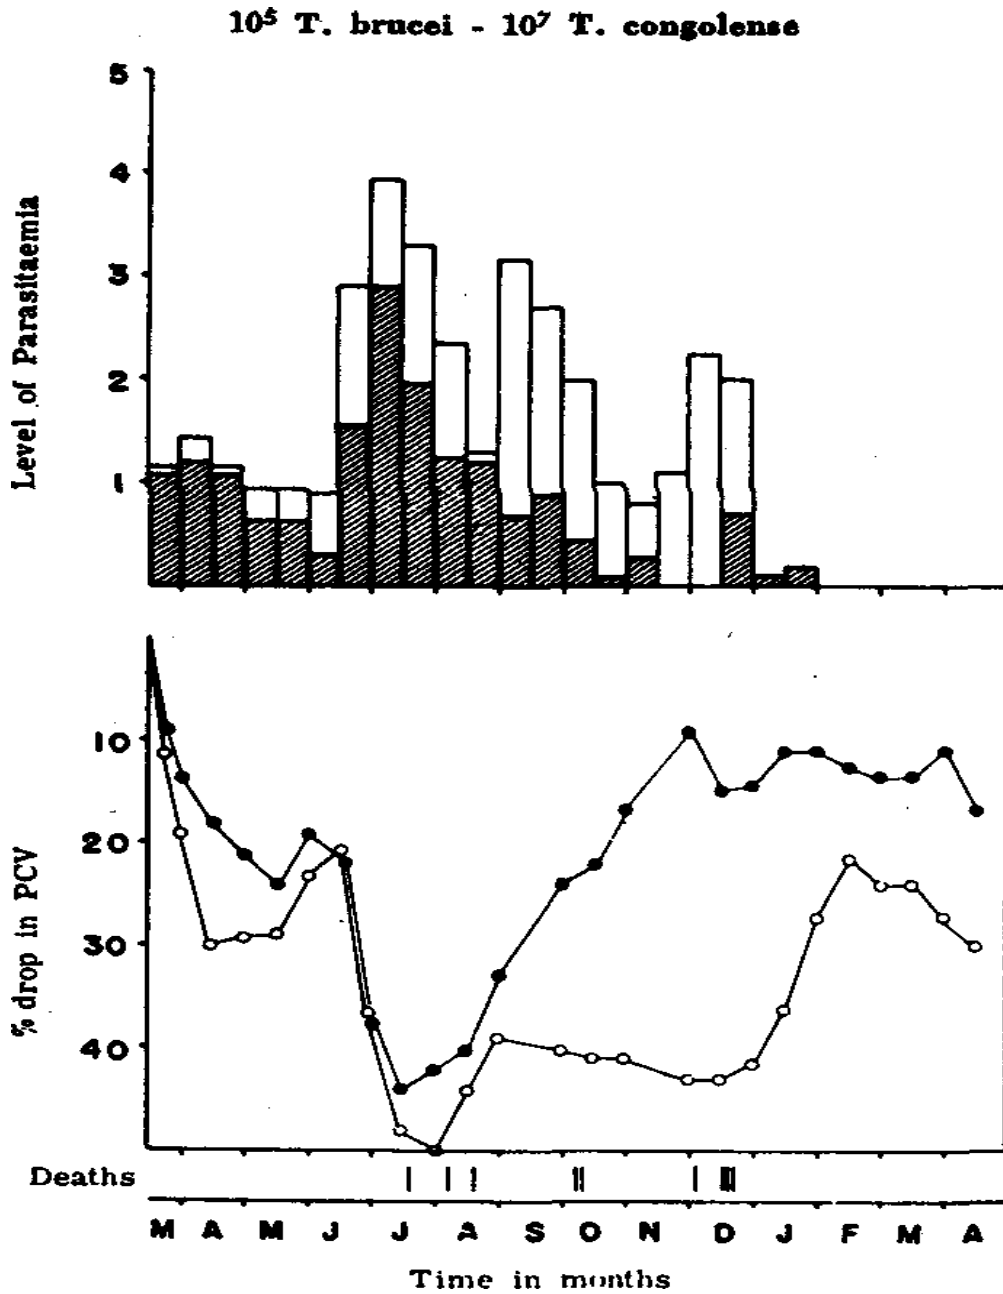 10⁵ T. brucei - 10⁷ T. congolense
5
4
3
2
1
Level of Parasitaemia
10
20
30
40
% drop in PCV
Deaths
M A M J J A S O N D J F M A
Time in months